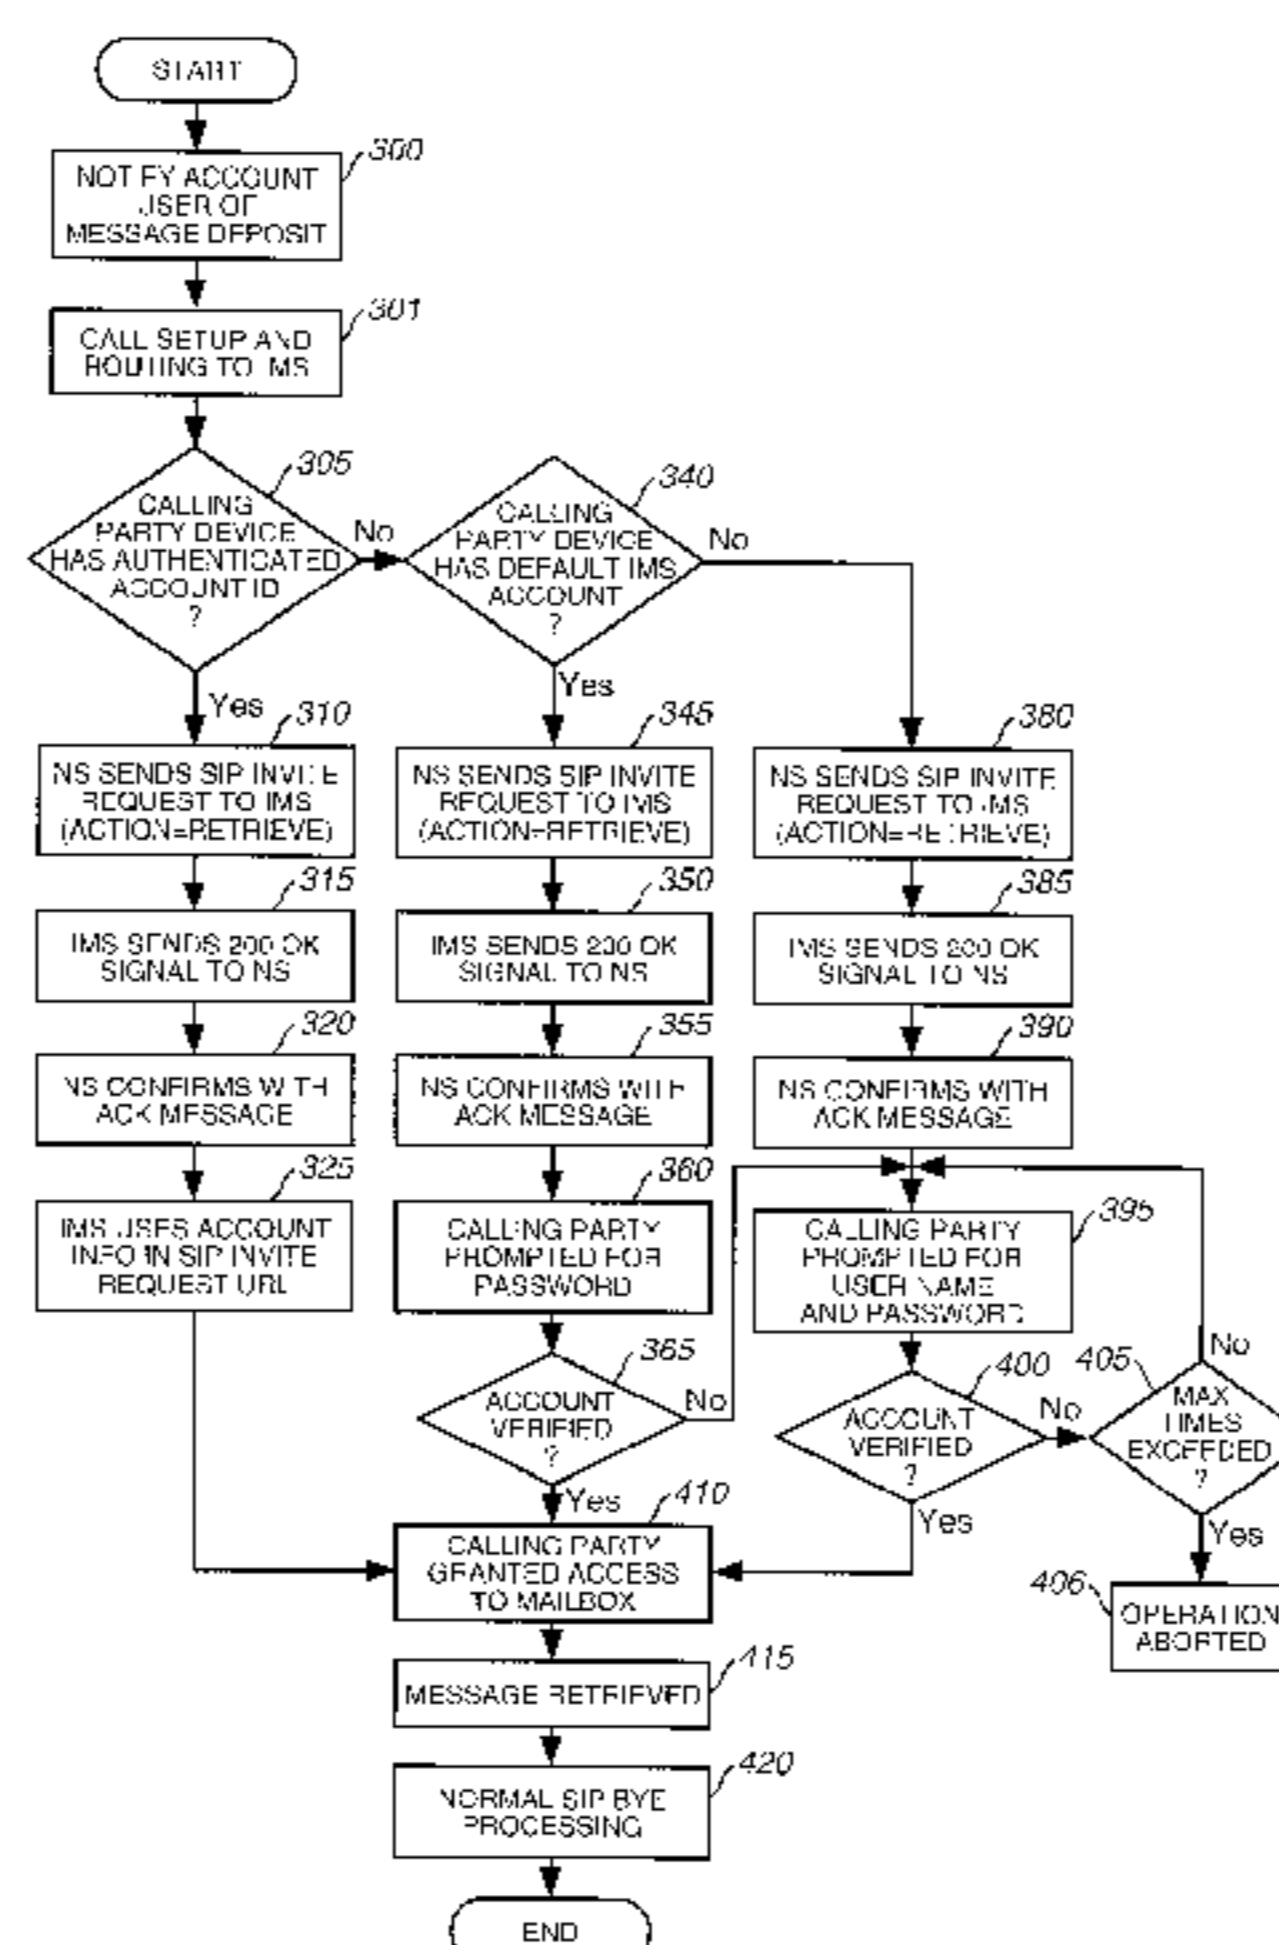 START
300
NOTIFY ACCOUNT
USER OF
MESSAGE DEPOSIT
301
CALL SETUP AND
ROUTING TO IMS
305
CALLING
PARTY DEVICE
HAS AUTHENTICATED
ACCOUNT ID
?
No
340
CALLING
PARTY DEVICE
HAS DEFAULT IMS
ACCOUNT
?
No
Yes
310
NS SENDS SIP INVITE
REQUEST TO IMS
(ACTION=RETRIEVE)
315
IMS SENDS 200 OK
SIGNAL TO NS
320
NS CONFIRMS WITH
ACK MESSAGE
325
IMS USES ACCOUNT
INFO IN SIP INVITE
REQUEST URL
Yes
345
NS SENDS SIP INVITE
REQUEST TO IMS
(ACTION=RETRIEVE)
350
IMS SENDS 200 OK
SIGNAL TO NS
355
NS CONFIRMS WITH
ACK MESSAGE
360
CALLING PARTY
PROMPTED FOR
PASSWORD
365
ACCOUNT
VERIFIED
?
No
Yes
380
NS SENDS SIP INVITE
REQUEST TO IMS
(ACTION=RETRIEVE)
385
IMS SENDS 200 OK
SIGNAL TO NS
390
NS CONFIRMS WITH
ACK MESSAGE
395
CALLING PARTY
PROMPTED FOR
USER NAME
AND PASSWORD
400
ACCOUNT
VERIFIED
?
No
Yes
405
MAX
TIMES
EXCEEDED
?
No
Yes
406
OPERATION
ABORTED
410
CALLING PARTY
GRANTED ACCESS
TO MAILBOX
415
MESSAGE RETRIEVED
420
NORMAL SIP BYE
PROCESSING
END